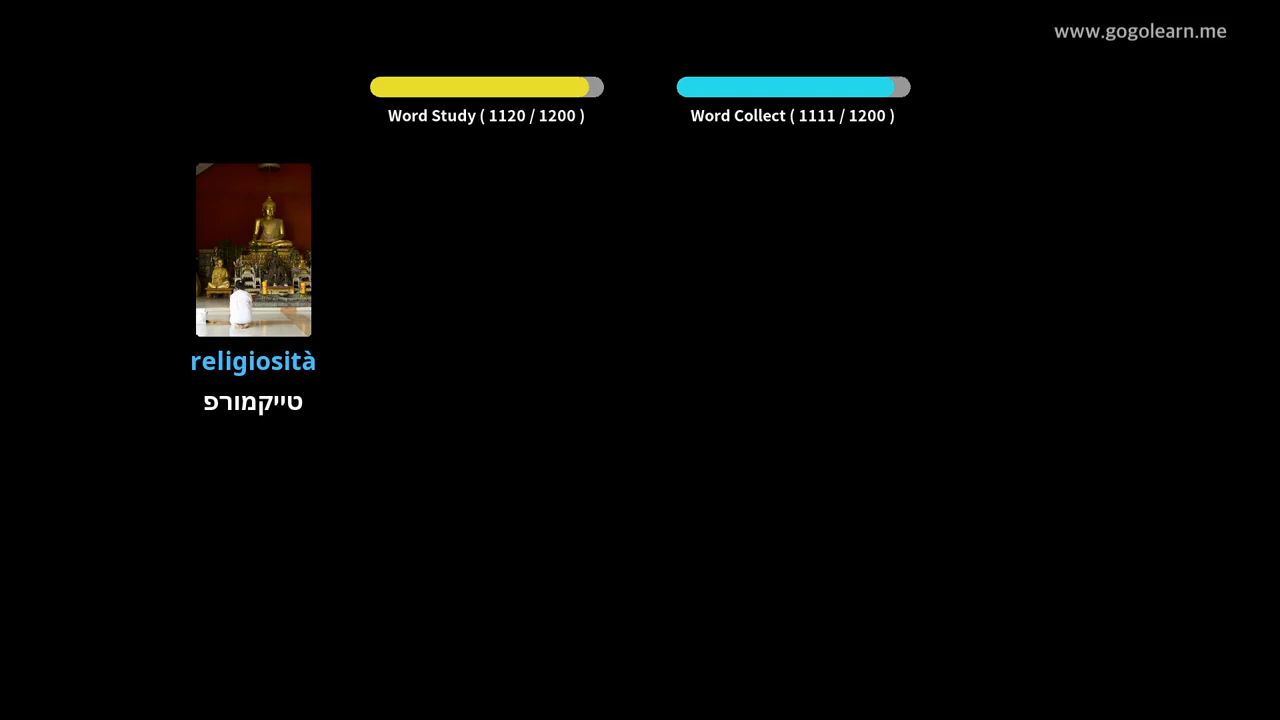 www.gogolearn.me
Word Study ( 1120 / 1200 )
Word Collect ( 1111 / 1200 )
religiosità
טייקמורפ